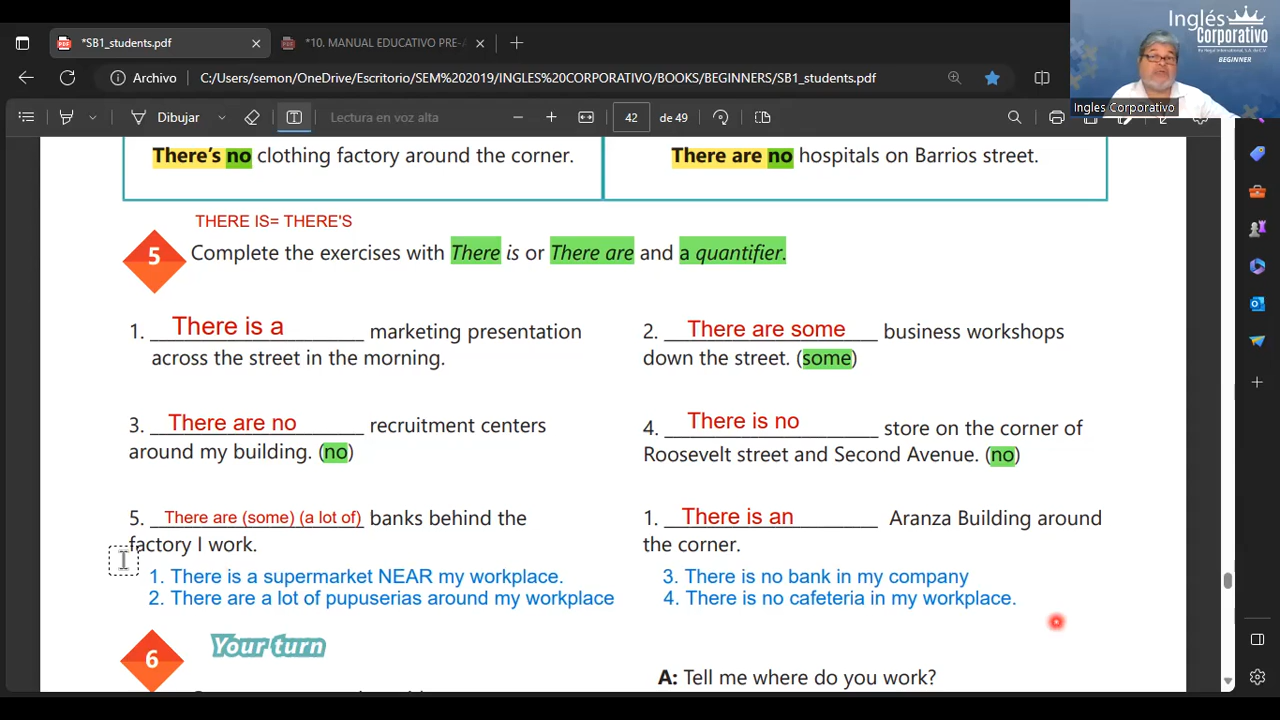 *SB1_students.pdf
*10. MANUAL EDUCATIVO PRE-A
Inglés
Corporativo
BEGINNER
Archivo
C:/Users/semon/OneDrive/Escritorio/SEM%202019/INGLES%20CORPORATIVO/BOOKS/BEGINNERS/SB1_students.pdf
Ingles Corporativo
Dibujar
Lectura en voz alta
42
de 49
There's no clothing factory around the corner.
There are no hospitals on Barrios street.
THERE IS= THERE'S
5
Complete the exercises with There is or There are and a quantifier.
1. There is a marketing presentation
across the street in the morning.
2. There are some business workshops
down the street. (some)
3. There are no recruitment centers
around my building. (no)
4. There is no store on the corner of
Roosevelt street and Second Avenue. (no)
5. There are (some) (a lot of) banks behind the
factory I work.
1. There is an Aranza Building around
the corner.
1. There is a supermarket NEAR my workplace.
2. There are a lot of pupuserias around my workplace
3. There is no bank in my company
4. There is no cafeteria in my workplace.
6
Your turn
A: Tell me where do you work?